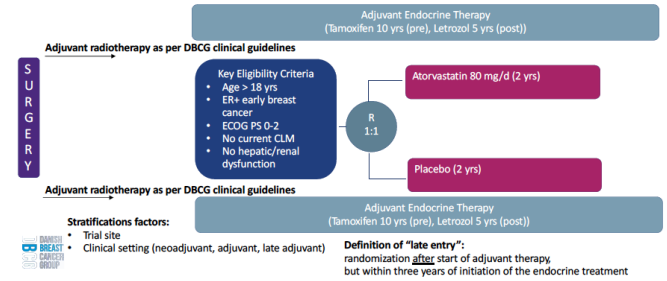 Adjuvant Endocrine Therapy
(Tamoxifen 10 yrs (pre), Letrozol 5 yrs (post))
Adjuvant radiotherapy as per DBCG clinical guidelines
SURGERY
Key Eligibility Criteria
• Age > 18 yrs
• ER+ early breast
cancer
• ECOG PS 0-2
• No current CLM
• No hepatic/renal
dysfunction
R
1:1
Atorvastatin 80 mg/d (2 yrs)
Placebo (2 yrs)
Adjuvant radiotherapy as per DBCG clinical guidelines
Adjuvant Endocrine Therapy
(Tamoxifen 10 yrs (pre), Letrozol 5 yrs (post))
Stratifications factors:
• Trial site
• Clinical setting (neoadjuvant, adjuvant, late adjuvant)
Definition of “late entry”:
randomization after start of adjuvant therapy,
but within three years of initiation of the endocrine treatment
DANISH
BREAST
CANCER
GROUP